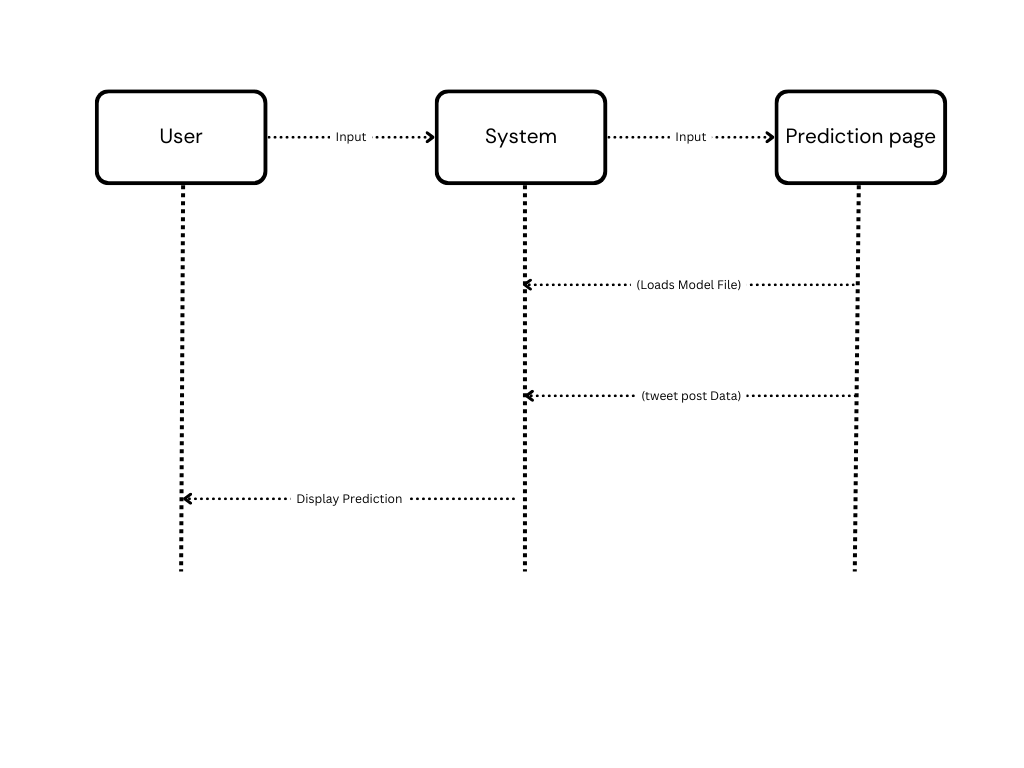 User
Input
System
Input
Prediction page
(Loads Model File)
(tweet post Data)
Display Prediction